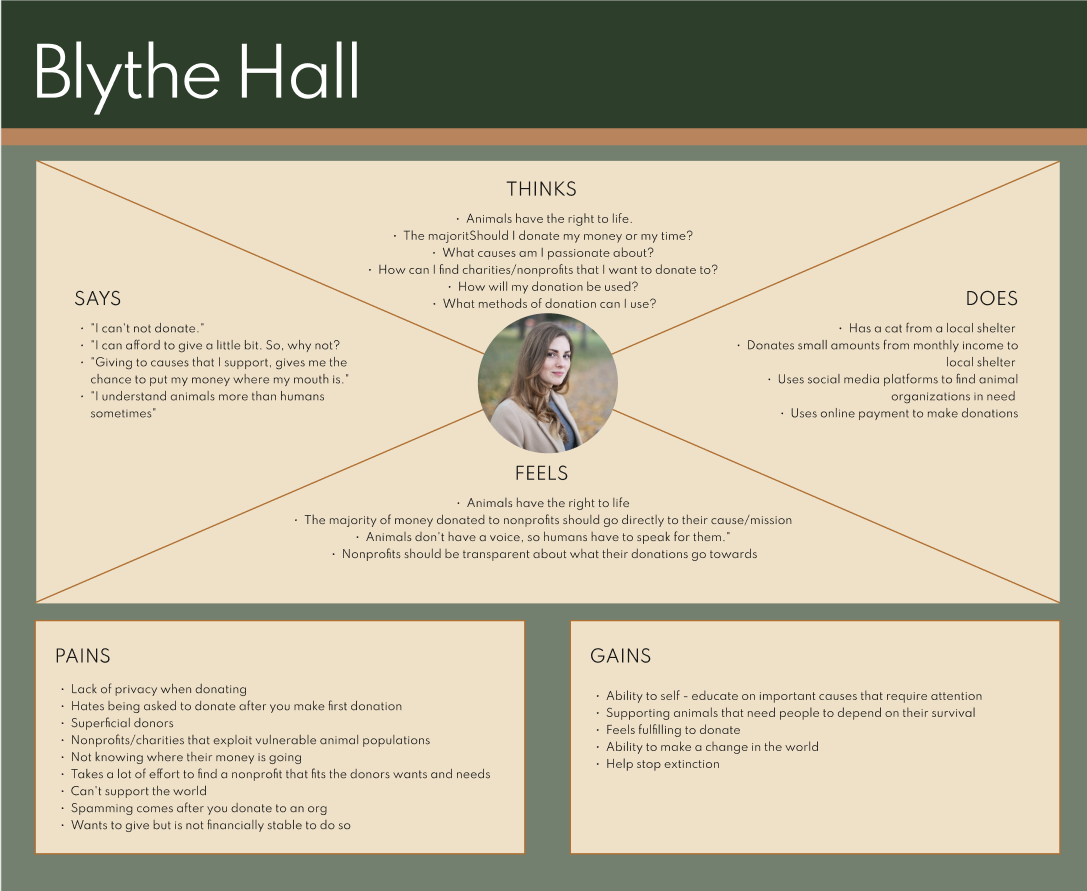 Blythe Hall
THINKS
• Animals have the right to life.
• The majoritShould I donate my money or my time?
• What causes am I passionate about?
• How can I find charities/nonprofits that I want to donate to?
• How will my donation be used?
• What methods of donation can I use?
SAYS
• "I can't not donate."
• "I can afford to give a little bit. So, why not?
• "Giving to causes that I support, gives me the
chance to put my money where my mouth is."
• "I understand animals more than humans
sometimes"
DOES
• Has a cat from a local shelter
• Donates small amounts from monthly income to
local shelter
• Uses social media platforms to find animal
organizations in need
• Uses online payment to make donations
FEELS
• Animals have the right to life
• The majority of money donated to nonprofits should go directly to their cause/mission
• Animals don't have a voice, so humans have to speak for them."
• Nonprofits should be transparent about what their donations go towards
PAINS
• Lack of privacy when donating
• Hates being asked to donate after you make first donation
• Superficial donors
• Nonprofits/charities that exploit vulnerable animal populations
• Not knowing where their money is going
• Takes a lot of effort to find a nonprofit that fits the donors wants and needs
• Can't support the world
• Spamming comes after you donate to an org
• Wants to give but is not financially stable to do so
GAINS
• Ability to self - educate on important causes that require attention
• Supporting animals that need people to depend on their survival
• Feels fulfilling to donate
• Ability to make a change in the world
• Help stop extinction